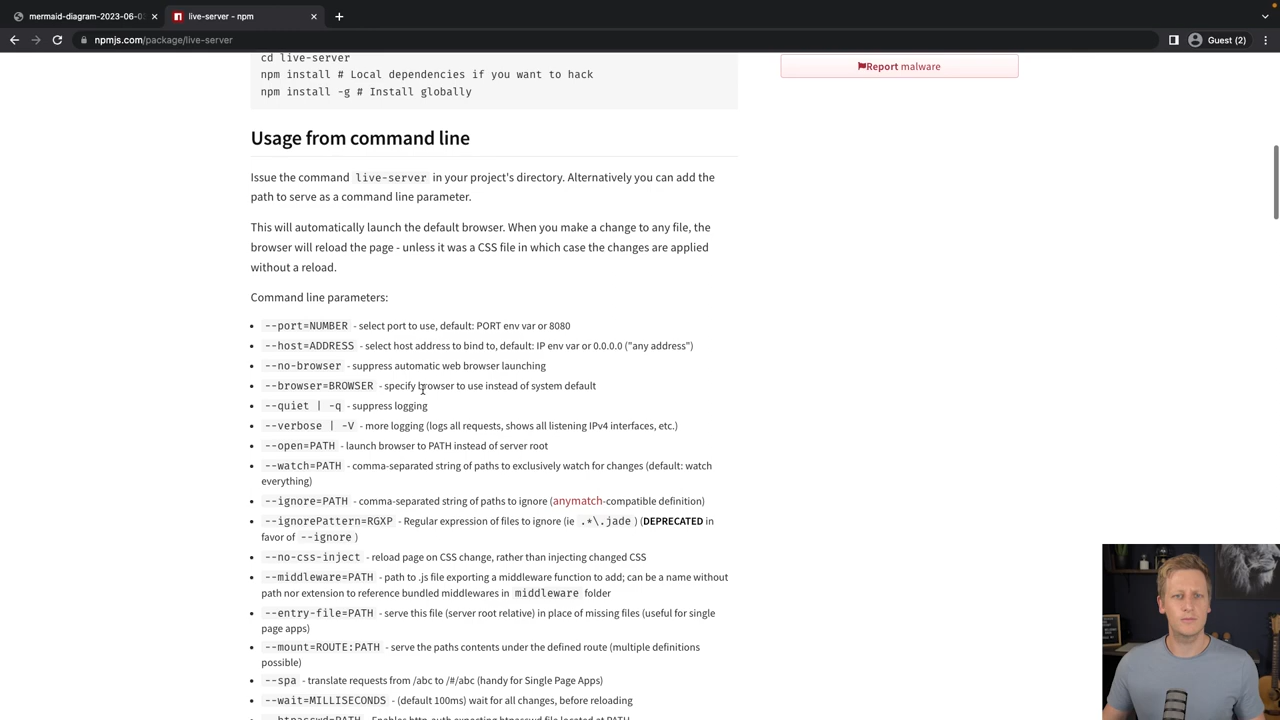 mermaid-diagram-2023-06-0
live-server - npm
npmjs.com/package/live-server
Guest (2)
cd live-server
npm install # Local dependencies if you want to hack
npm install -g # Install globally
Report malware
Usage from command line
Issue the command live-server in your project's directory. Alternatively you can add the
path to serve as a command line parameter.
This will automatically launch the default browser. When you make a change to any file, the
browser will reload the page - unless it was a CSS file in which case the changes are applied
without a reload.
Command line parameters:
--port=NUMBER - select port to use, default: PORT env var or 8080
--host=ADDRESS - select host address to bind to, default: IP env var or 0.0.0.0 ("any address")
--no-browser - suppress automatic web browser launching
--browser=BROWSER - specify browser to use instead of system default
--quiet | -q - suppress logging
--verbose | -V - more logging (logs all requests, shows all listening IPv4 interfaces, etc.)
--open=PATH - launch browser to PATH instead of server root
--watch=PATH - comma-separated string of paths to exclusively watch for changes (default: watch
everything)
--ignore=PATH - comma-separated string of paths to ignore (anymatch-compatible definition)
--ignorePattern=RGXP - Regular expression of files to ignore (ie .*\.jade ) (DEPRECATED in
favor of --ignore )
--no-css-inject - reload page on CSS change, rather than injecting changed CSS
--middleware=PATH - path to .js file exporting a middleware function to add; can be a name without
path nor extension to reference bundled middlewares in middleware folder
--entry-file=PATH - serve this file (server root relative) in place of missing files (useful for single
page apps)
--mount=ROUTE:PATH - serve the paths contents under the defined route (multiple definitions
possible)
--spa - translate requests from /abc to /#/abc (handy for Single Page Apps)
--wait=MILLISECONDS - (default 100ms) wait for all changes, before reloading
--htpasswd=PATH - Enables http-auth expecting htpasswd file located at PATH